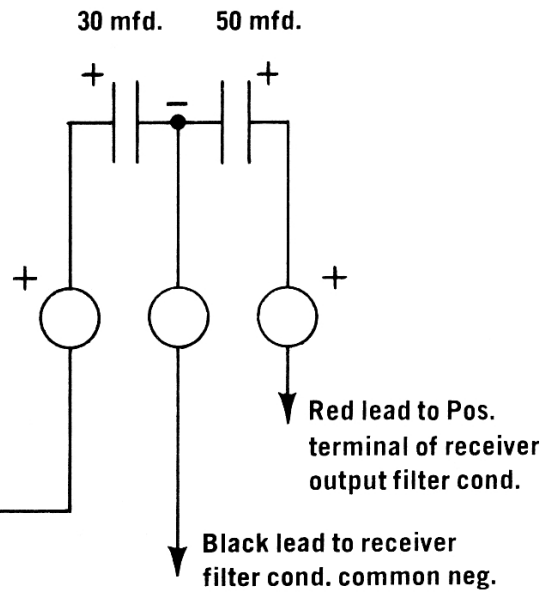 30 mfd. 50 mfd.
+ +
−
+ +
Red lead to Pos.
terminal of receiver
output filter cond.
Black lead to receiver
filter cond. common neg.